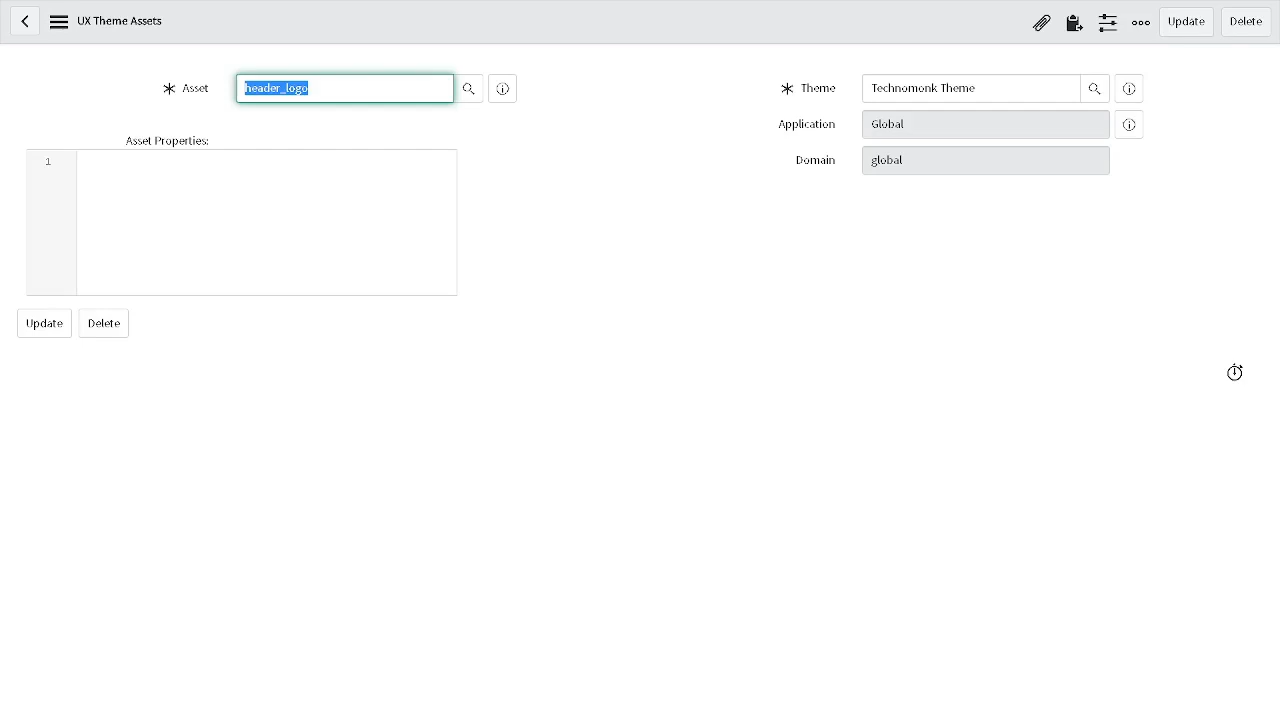 UX Theme Assets
Update
Delete
Asset
header_logo
Theme
Technomonk Theme
Application
Global
Domain
global
Asset Properties:
1
Update
Delete